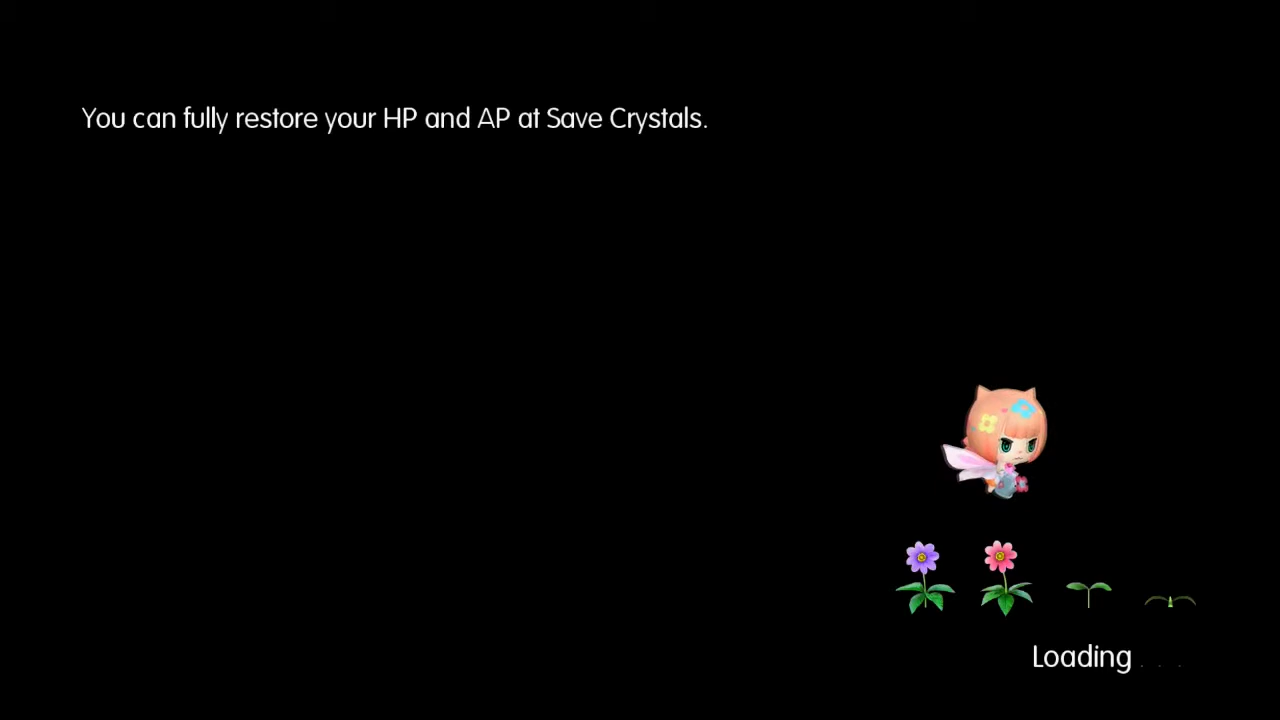 You can fully restore your HP and AP at Save Crystals.
Loading . . .